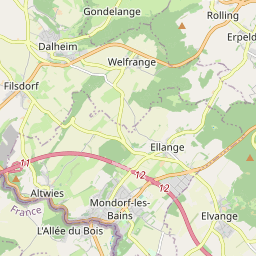 Gondelange
Rolling
Erpeld
Dalheim
Welfrange
Filsdorf
Ellange
11
12
12
Altwies
France
Mondorf-les-
Bains
Elvange
L'Allée du Bois